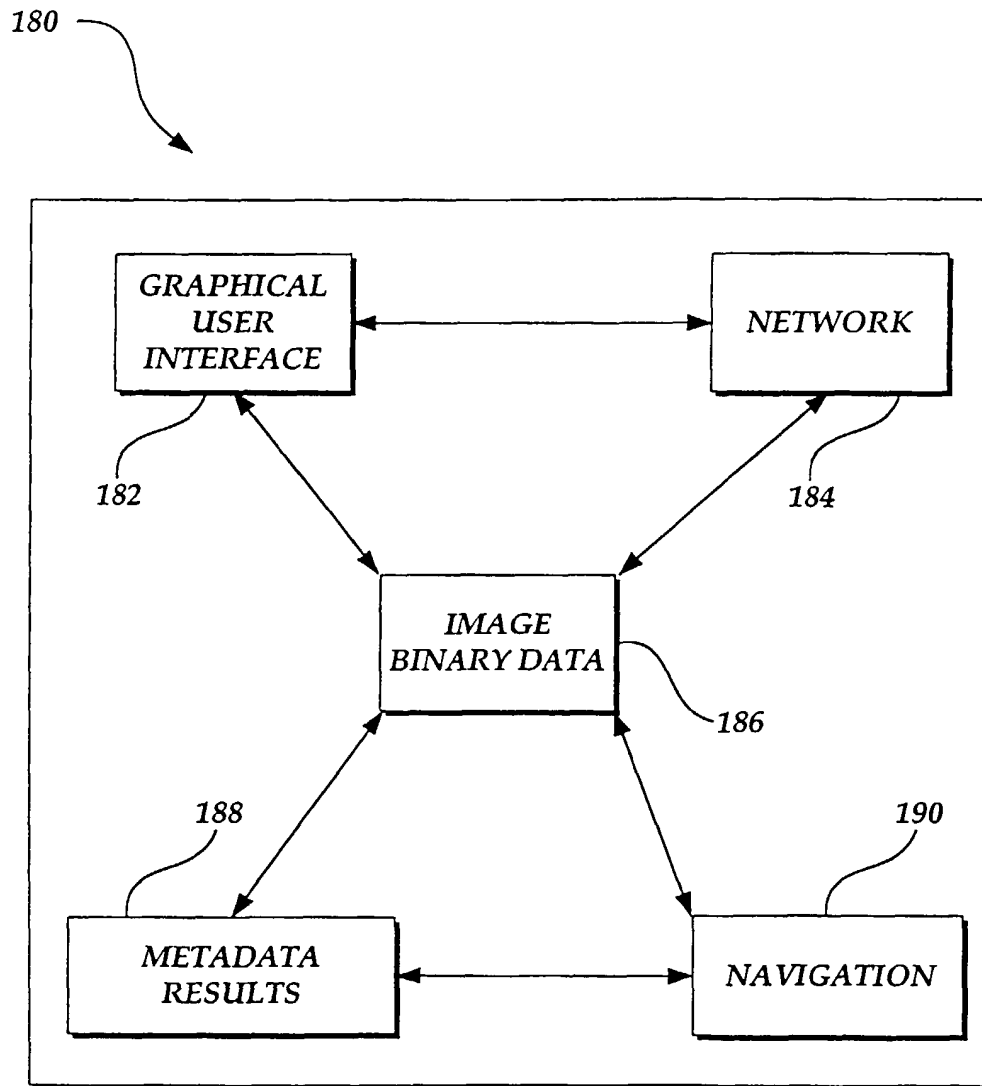 180
GRAPHICAL
USER
INTERFACE
NETWORK
182
184
IMAGE
BINARY DATA
186
188
190
METADATA
RESULTS
NAVIGATION